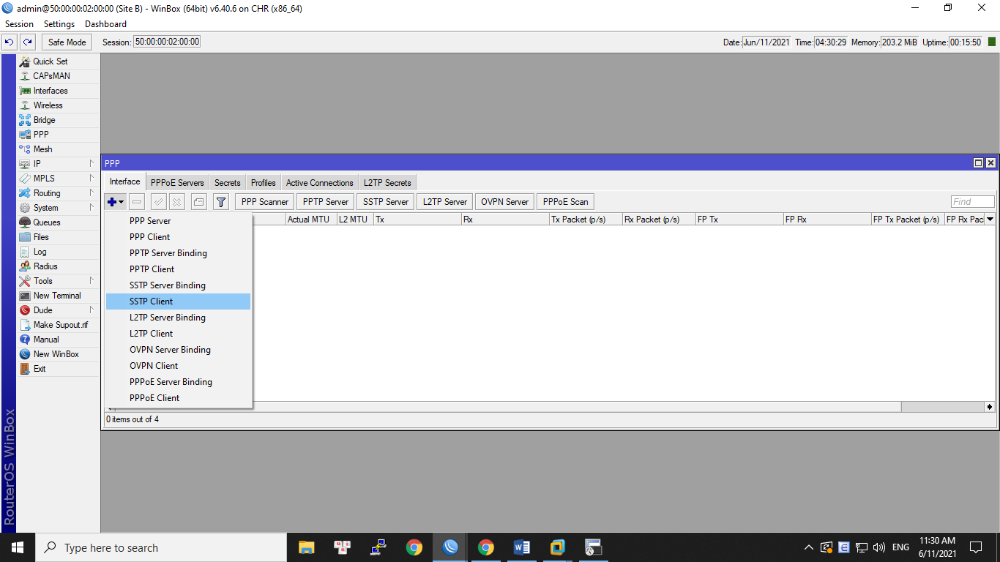 admin@50:00:00:02:00:00 (Site B) - WinBox (64bit) v6.40.6 on CHR (x86_64)
Session Settings Dashboard
Safe Mode Session: 50:00:00:02:00:00 Date: Jun/11/2021 Time: 04:30:29 Memory: 203.2 MiB Uptime: 00:15:50
Quick Set
CAPsMAN
Interfaces
Wireless
Bridge
PPP
Mesh
IP
MPLS
Routing
System
Queues
Files
Log
Radius
Tools
New Terminal
Dude
Make Supout.rif
Manual
New WinBox
Exit
RouterOS WinBox
PPP
Interface PPPoE Servers Secrets Profiles Active Connections L2TP Secrets
PPP Scanner PPTP Server SSTP Server L2TP Server OVPN Server PPPoE Scan Find
Actual MTU L2 MTU Tx Rx Tx Packet (p/s) Rx Packet (p/s) FP Tx FP Rx FP Tx Packet (p/s) FP Rx Pac
PPP Server
PPP Client
PPTP Server Binding
PPTP Client
SSTP Server Binding
SSTP Client
L2TP Server Binding
L2TP Client
OVPN Server Binding
OVPN Client
PPPoE Server Binding
PPPoE Client
0 items out of 4
Type here to search
ENG
11:30 AM
6/11/2021